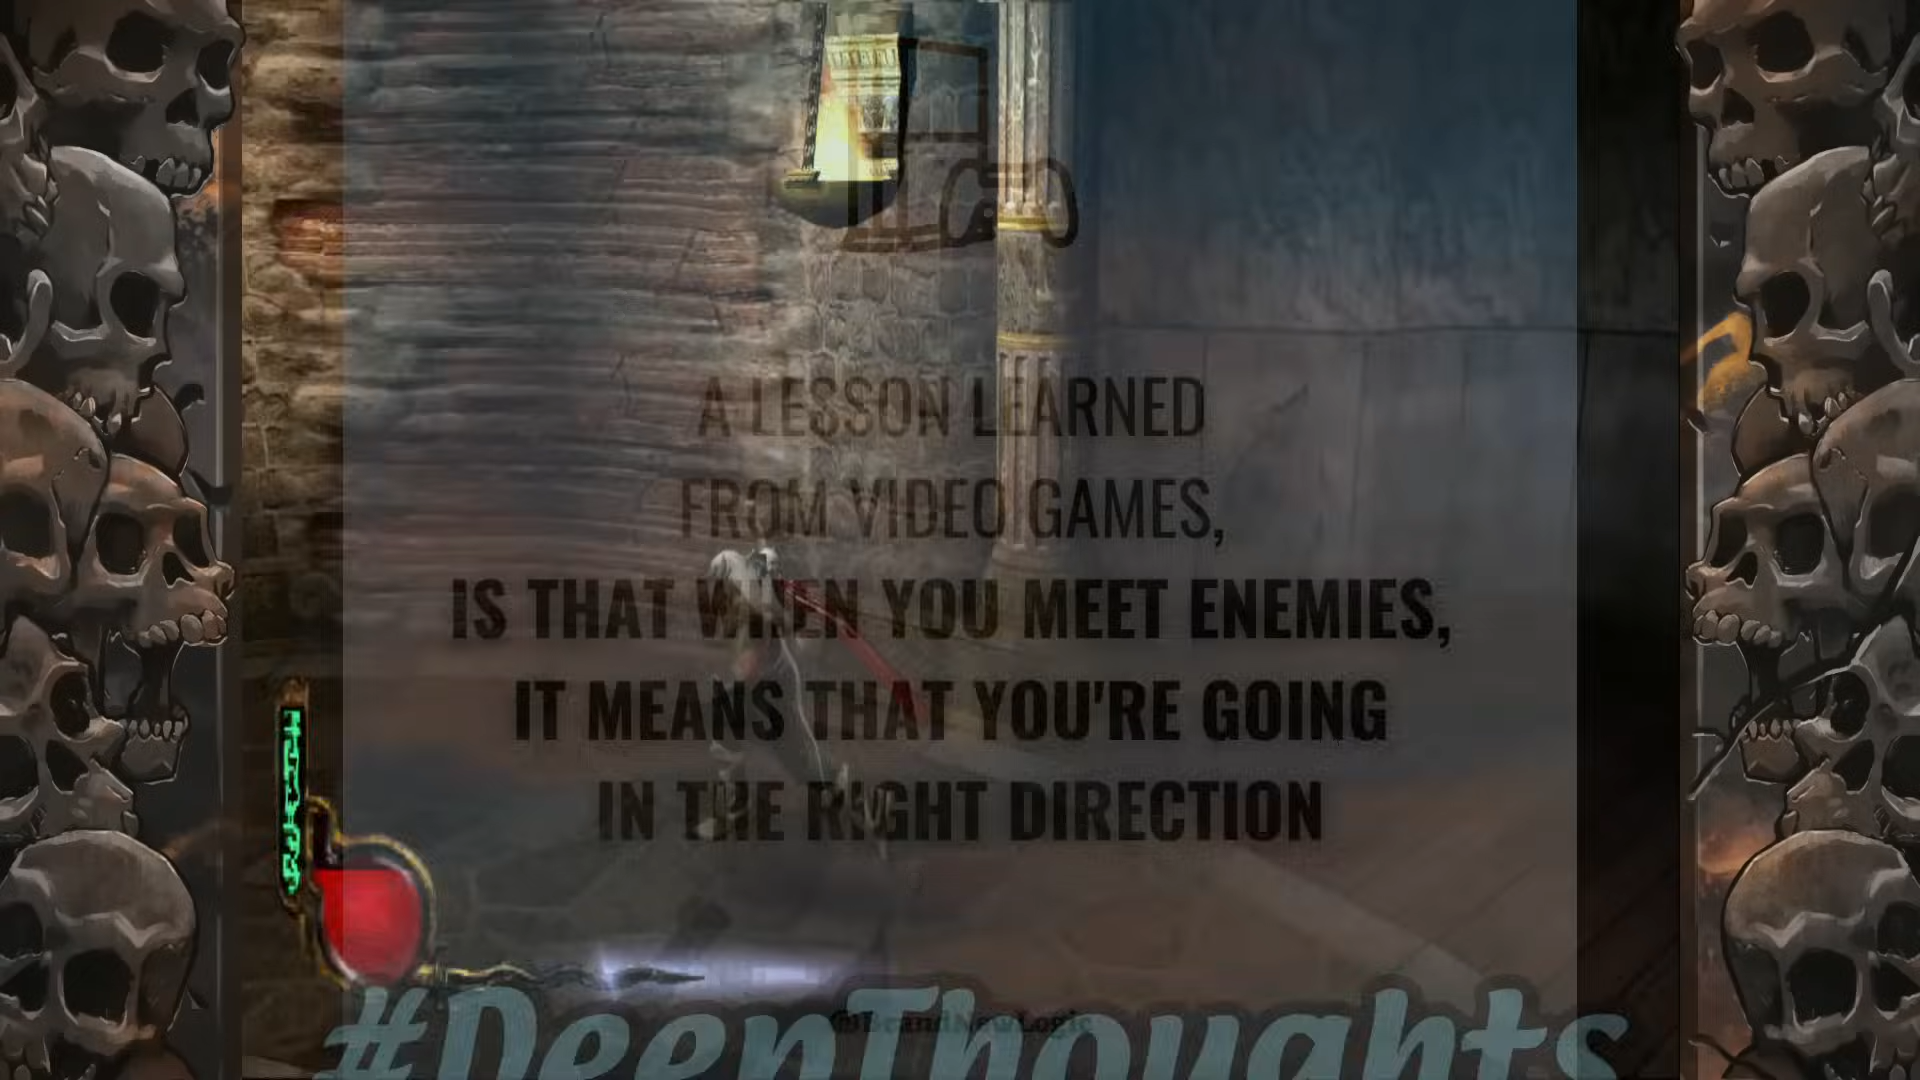 A LESSON LEARNED
FROM VIDEO GAMES,
IS THAT WHEN YOU MEET ENEMIES,
IT MEANS THAT YOU'RE GOING
IN THE RIGHT DIRECTION
@BrandNewLogic
#DeepThoughts